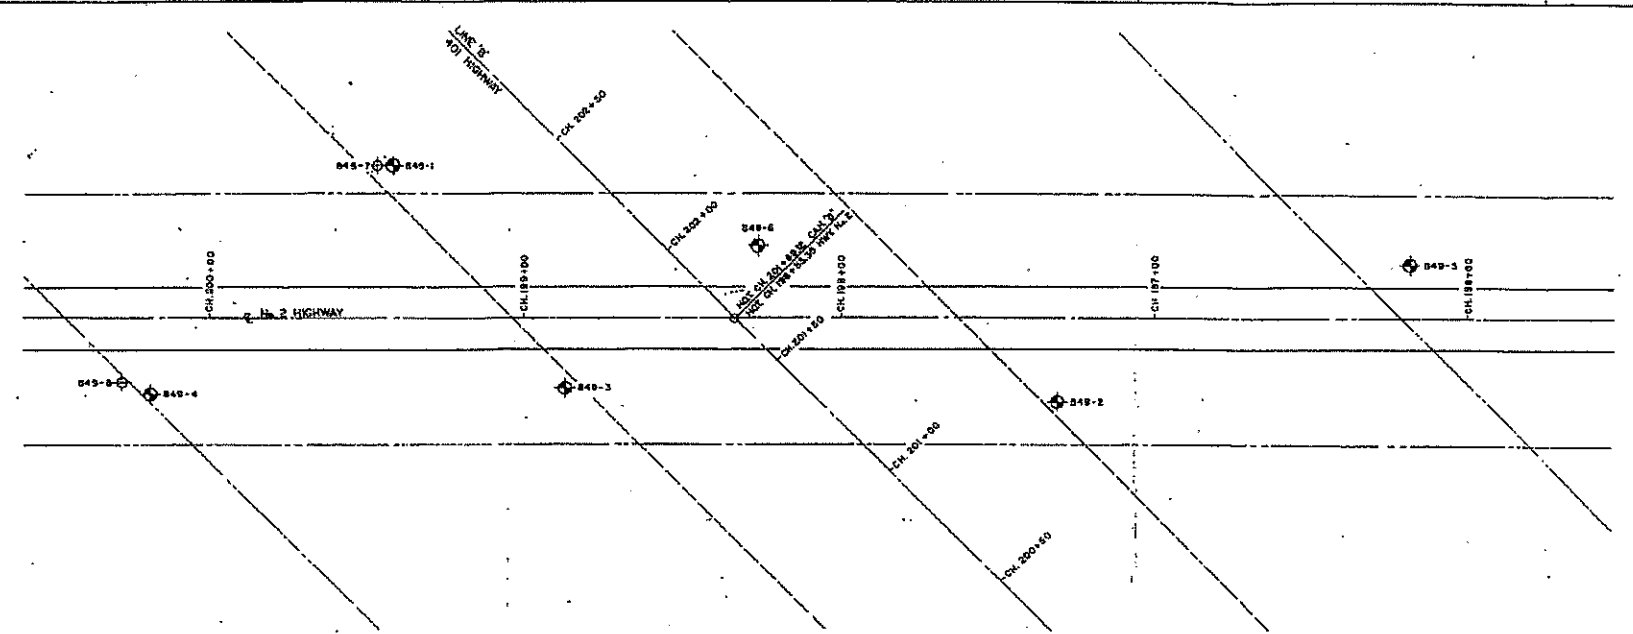 LINE "B"
401 HIGHWAY
CH. 202+50
849-7
849-1
CH. 202+00
849-6
CH. 200+00
CH. 199+00
CH. 198+00
CH. 197+00
849-5
CH. 196+00
No. 2 HIGHWAY
CH. 201+50
849-8
849-4
849-3
849-2
CH. 201+00
CH. 200+50